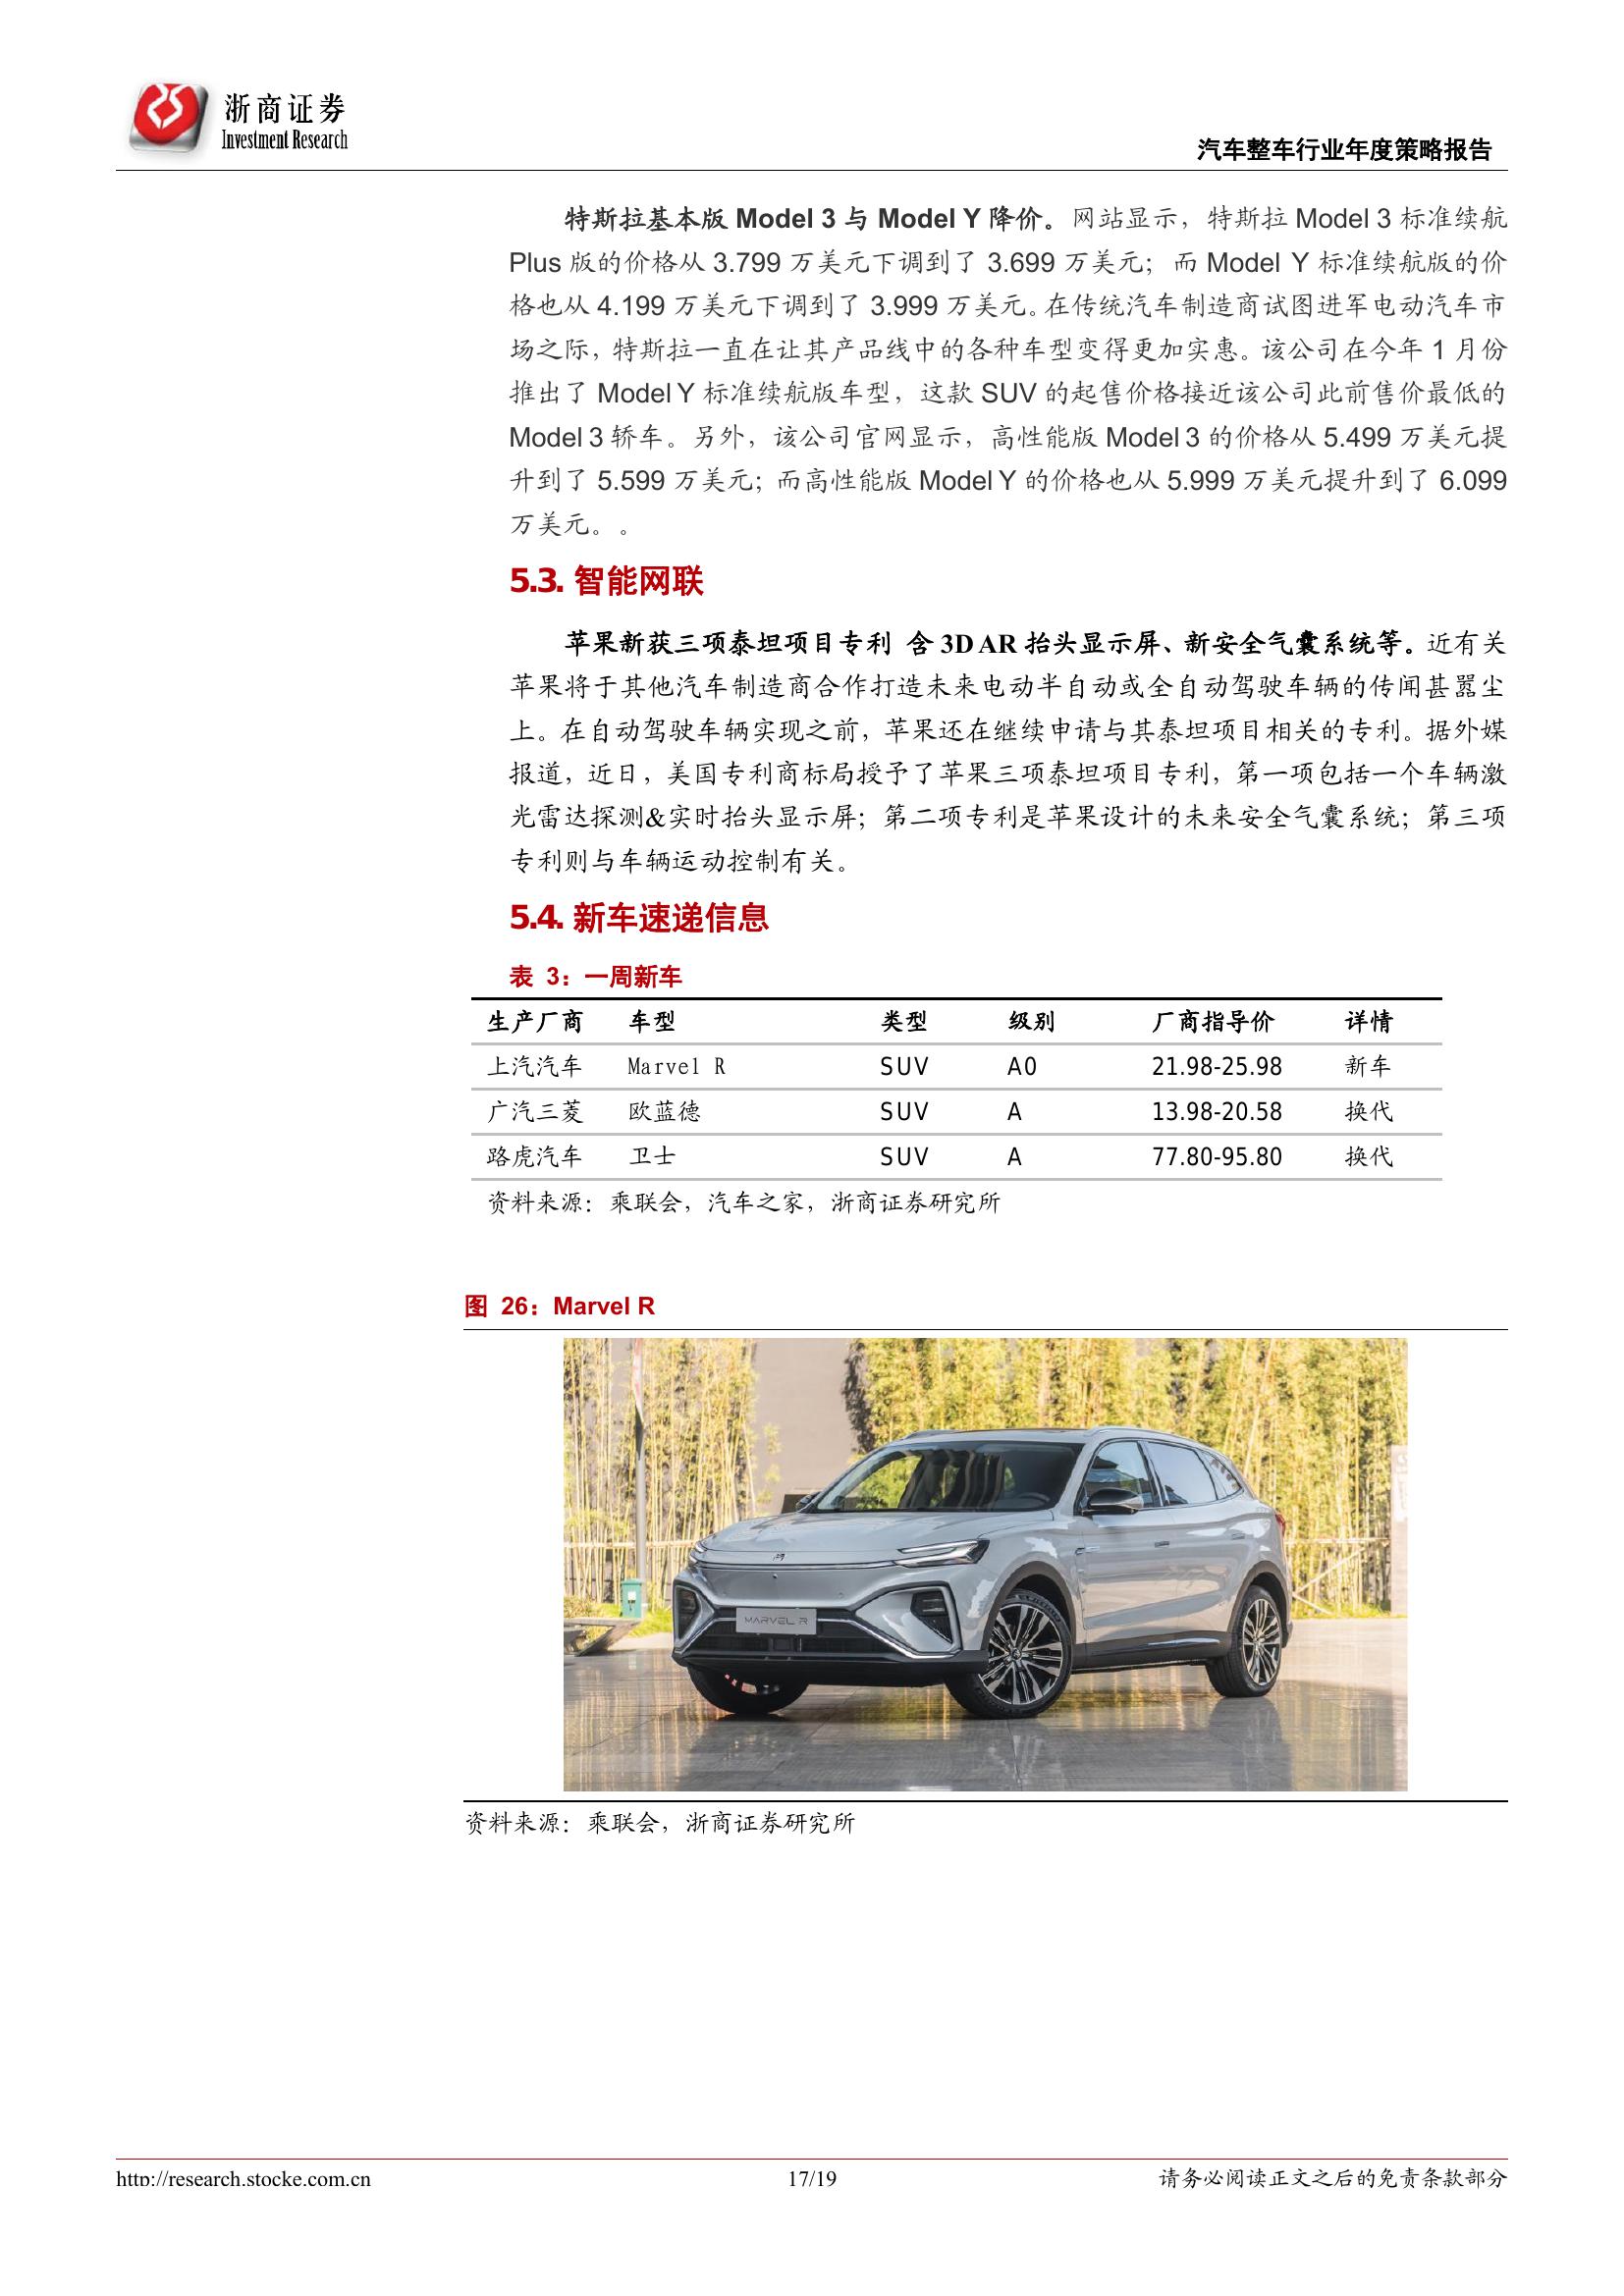 浙商证券
Investment Research
汽车整车行业年度策略报告
特斯拉基本版 Model 3 与 Model Y 降价。网站显示，特斯拉 Model 3 标准续航
Plus 版的价格从 3.799 万美元下调到了 3.699 万美元；而 Model Y 标准续航版的价
格也从 4.199 万美元下调到了 3.999 万美元。在传统汽车制造商试图进军电动汽车市
场之际，特斯拉一直在让其产品线中的各种车型变得更加实惠。该公司在今年 1 月份
推出了 Model Y 标准续航版车型，这款 SUV 的起售价格接近该公司此前售价最低的
Model 3 轿车。另外，该公司官网显示，高性能版 Model 3 的价格从 5.499 万美元提
升到了 5.599 万美元；而高性能版 Model Y 的价格也从 5.999 万美元提升到了 6.099
万美元。。
5.3. 智能网联
苹果新获三项泰坦项目专利 含 3D AR 抬头显示屏、新安全气囊系统等。近有关
苹果将于其他汽车制造商合作打造未来电动半自动或全自动驾驶车辆的传闻甚嚣尘
上。在自动驾驶车辆实现之前，苹果还在继续申请与其泰坦项目相关的专利。据外媒
报道，近日，美国专利商标局授予了苹果三项泰坦项目专利，第一项包括一个车辆激
光雷达探测&实时抬头显示屏；第二项专利是苹果设计的未来安全气囊系统；第三项
专利则与车辆运动控制有关。
5.4. 新车速递信息
表 3：一周新车
生产厂商 车型 类型 级别 厂商指导价 详情
上汽汽车 Marvel R SUV A0 21.98-25.98 新车
广汽三菱 欧蓝德 SUV A 13.98-20.58 换代
路虎汽车 卫士 SUV A 77.80-95.80 换代
资料来源：乘联会，汽车之家，浙商证券研究所
图 26：Marvel R
MARVEL R
资料来源：乘联会，浙商证券研究所
http://research.stocke.com.cn 17/19 请务必阅读正文之后的免责条款部分